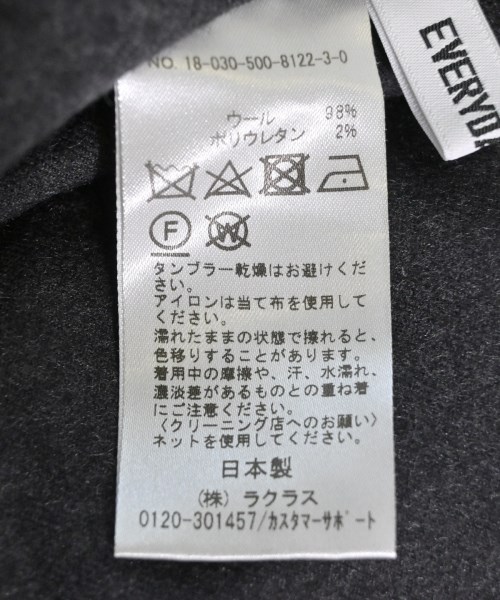 NO. 18-030-500-8122-3-0
ウール 98%
ポリウレタン 2%
F
W
タンブラー乾燥はお避けくだ
さい。
アイロンは当て布を使用して
ください。
濡れたままの状態で擦れると、
色移りすることがあります。
着用中の摩擦や、汗、水濡れ、
濃淡差があるものとの重ね着
にご注意ください。
〈クリーニング店へのお願い〉
ネットを使用してください。
日本製
(株) ラクラス
0120-301457/カスタマーサポート
EVERYDA